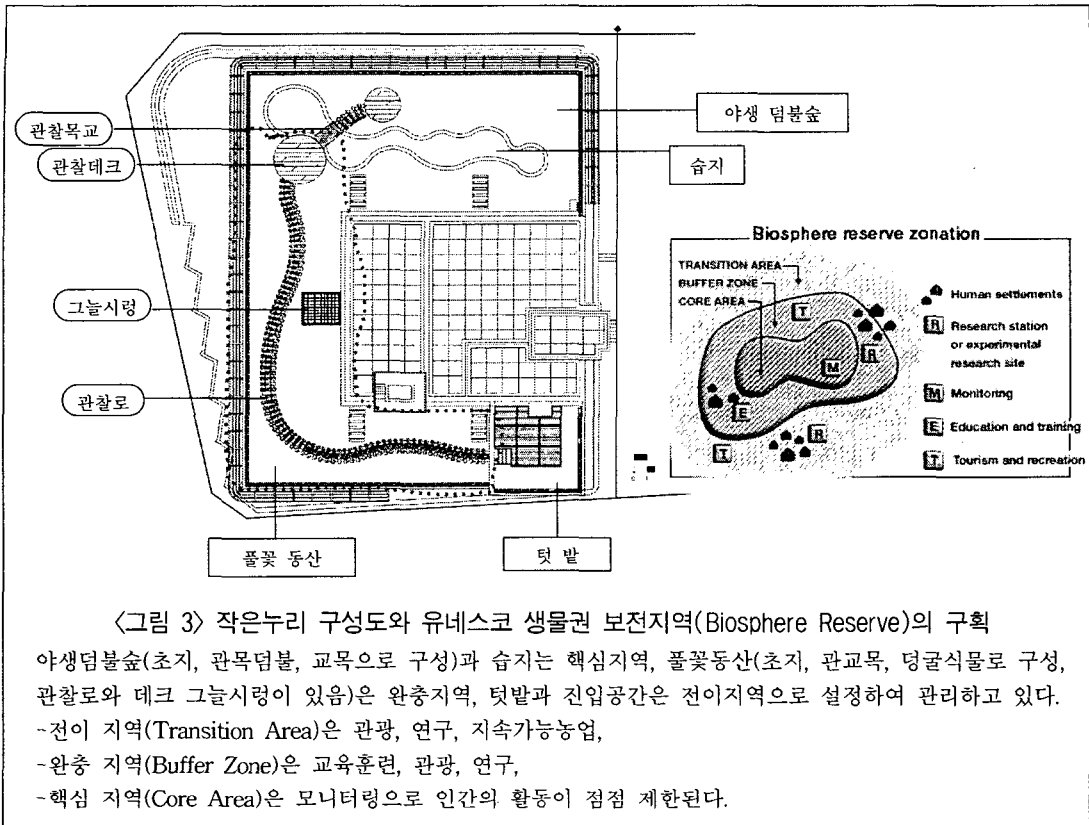 관찰목교
관찰데크
그늘시렁
관찰로
야생 덤불숲
습지
풀꽃 동산
텃 밭
Biosphere reserve zonation
TRANSITION AREA
BUFFER ZONE
CORE AREA
T
R
M
E
T
R
Human settlements
R Research station
or experimental
research site
M Monitoring
E Education and training
T Tourism and recreation
〈그림 3〉 작은누리 구성도와 유네스코 생물권 보전지역(Biosphere Reserve)의 구획
야생덤불숲(초지, 관목덤불, 교목으로 구성)과 습지는 핵심지역, 풀꽃동산(초지, 관교목, 덩굴식물로 구성,
관찰로와 데크 그늘시렁이 있음)은 완충지역, 텃밭과 진입공간은 전이지역으로 설정하여 관리하고 있다.
-전이 지역(Transition Area)은 관광, 연구, 지속가능농업,
-완충 지역(Buffer Zone)은 교육훈련, 관광, 연구,
-핵심 지역(Core Area)은 모니터링으로 인간의 활동이 점점 제한된다.